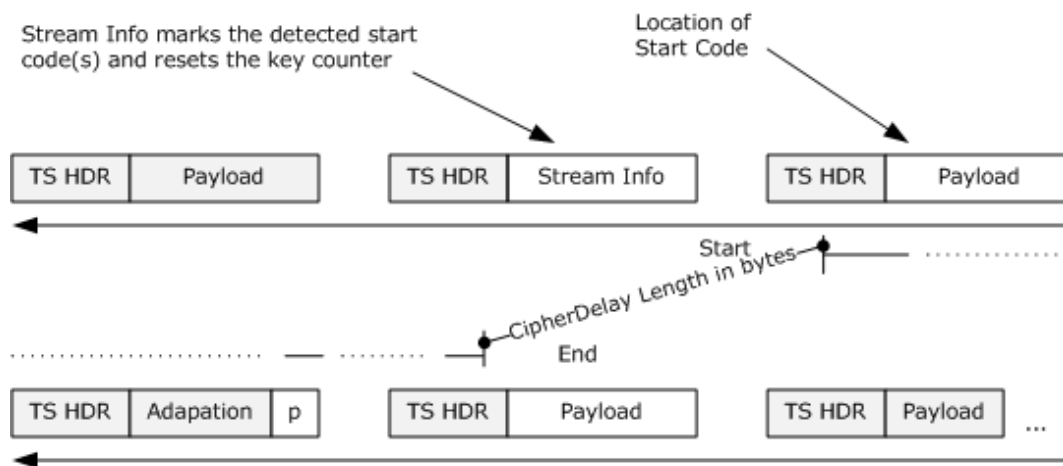 Stream Info marks the detected start
code(s) and resets the key counter
Location of
Start Code
TS HDR Payload TS HDR Stream Info TS HDR Payload
Start
CipherDelay Length in bytes
End
TS HDR Adapation p TS HDR Payload TS HDR Payload ...